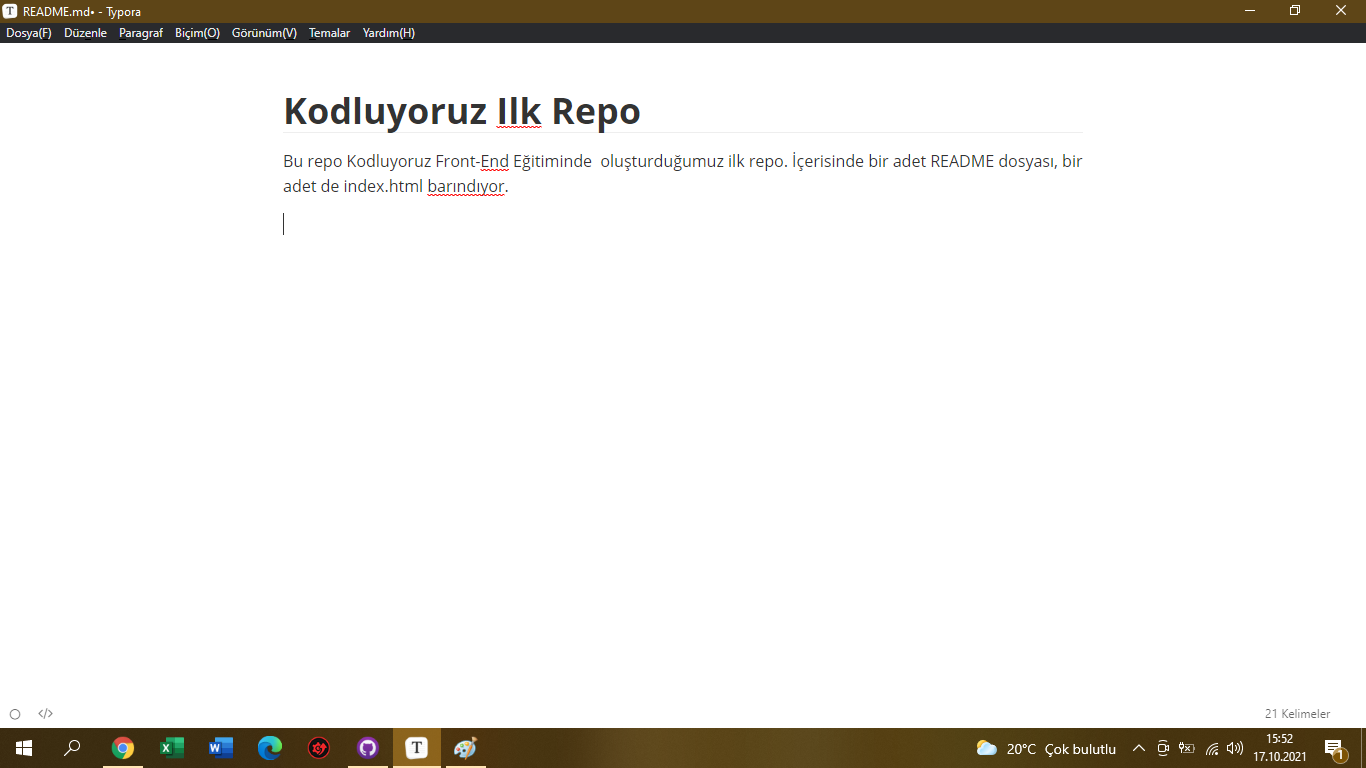 README.md• - Typora
Dosya(F) Düzenle Paragraf Biçim(O) Görünüm(V) Temalar Yardım(H)
Kodluyoruz Ilk Repo
Bu repo Kodluyoruz Front-End Eğitiminde  oluşturduğumuz ilk repo. İçerisinde bir adet README dosyası, bir
adet de index.html barındıyor.
21 Kelimeler
20°C Çok bulutlu
15:52
17.10.2021
1